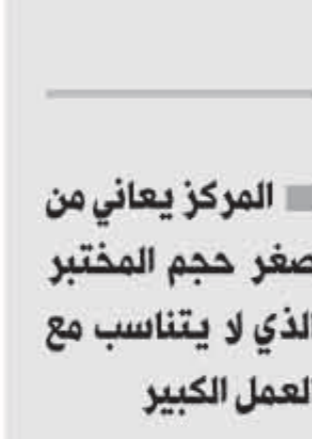 المركز يعاني من
صغر حجم المختبر
الذي لا يتناسب مع
العمل الكبير